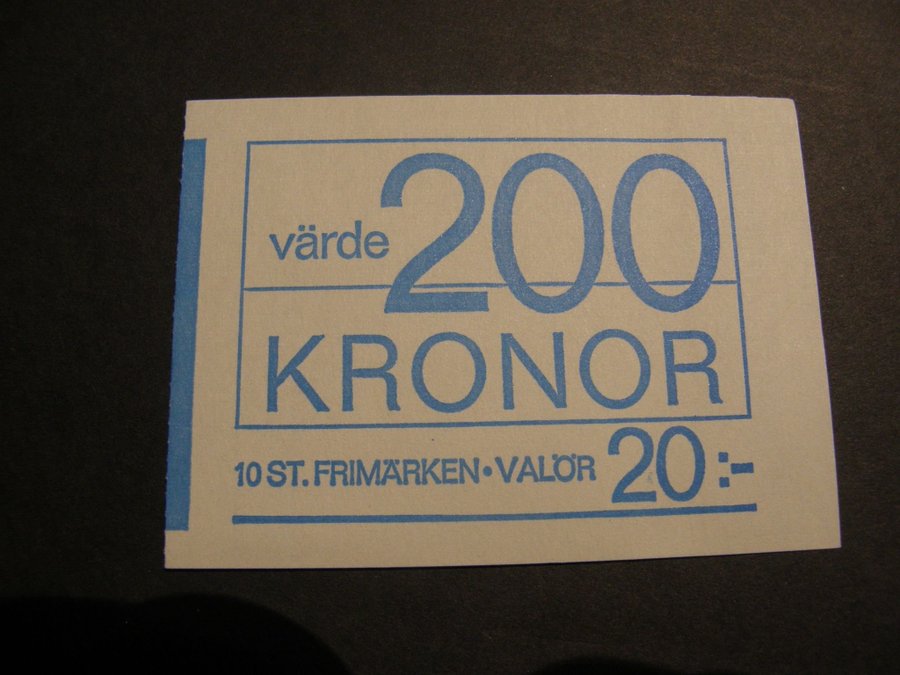 värde 200
KRONOR
10 ST. FRIMÄRKEN • VALÖR 20:-